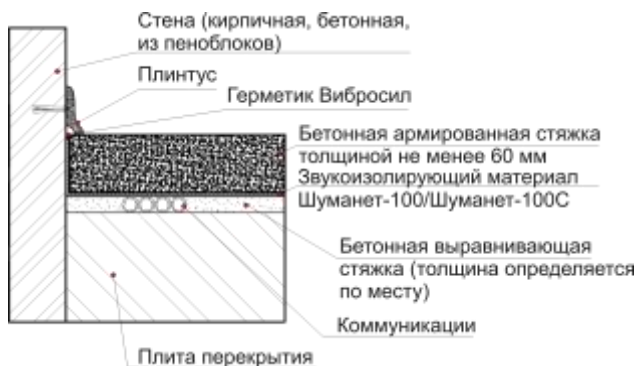 Стена (кирпичная, бетонная,
из пеноблоков)
Плинтус
Герметик Вибросил
Бетонная армированная стяжка
толщиной не менее 60 мм
Звукоизолирующий материал
Шуманет-100/Шуманет-100С
Бетонная выравнивающая
стяжка (толщина определяется
по месту)
Коммуникации
Плита перекрытия